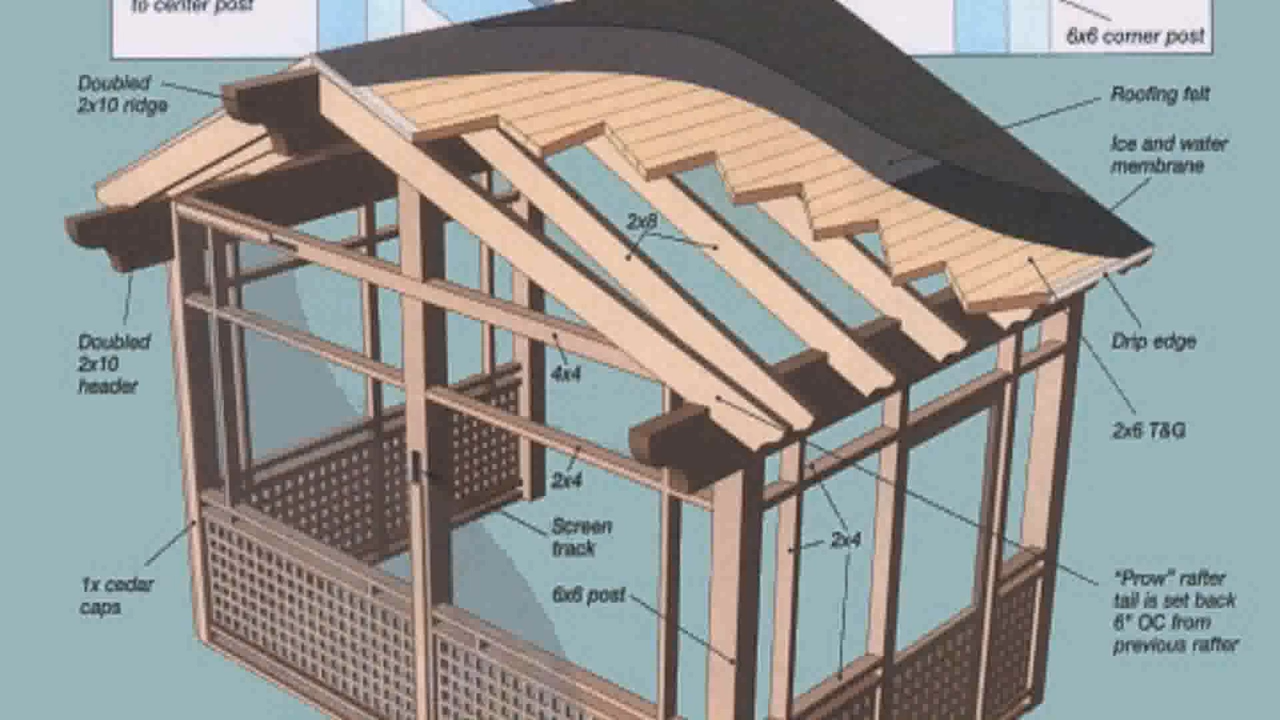 to center post
6x6 corner post
Doubled
2x10 ridge
Roofing felt
Ice and water
membrane
2x8
Doubled
2x10
header
Drip edge
4x4
2x6 T&G
2x4
Screen
track
2x4
1x cedar
caps
6x6 post
"Prow" rafter
tail is set back
6" OC from
previous rafter